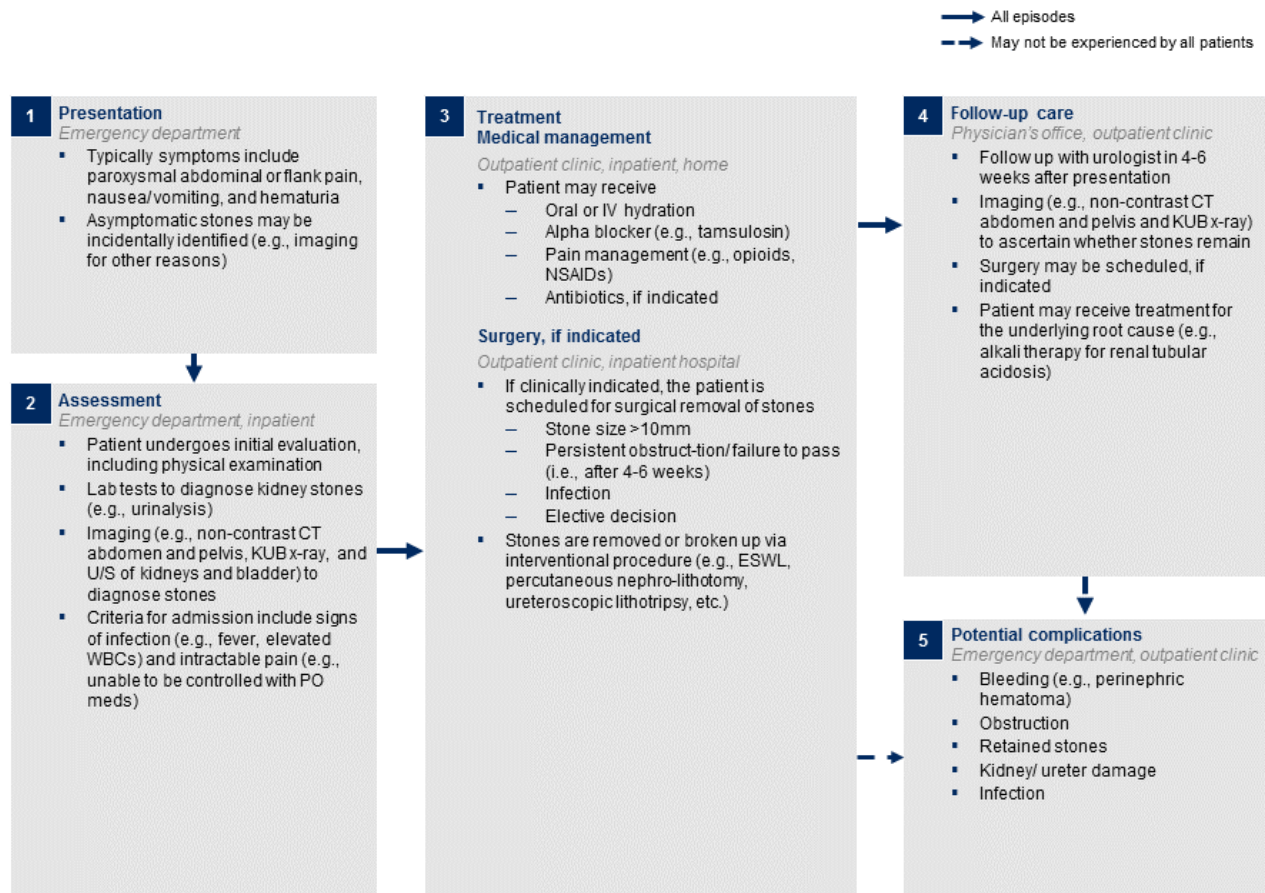 All episodes
May not be experienced by all patients
1
Presentation
Emergency department
▪ Typically symptoms include
paroxysmal abdominal or flank pain,
nausea/vomiting, and hematuria
▪ Asymptomatic stones may be
incidentally identified (e.g., imaging
for other reasons)
2
Assessment
Emergency department, inpatient
▪ Patient undergoes initial evaluation,
including physical examination
▪ Lab tests to diagnose kidney stones
(e.g., urinalysis)
▪ Imaging (e.g., non-contrast CT
abdomen and pelvis, KUB x-ray, and
U/S of kidneys and bladder) to
diagnose stones
▪ Criteria for admission include signs
of infection (e.g., fever, elevated
WBCs) and intractable pain (e.g.,
unable to be controlled with PO
meds)
3
Treatment
Medical management
Outpatient clinic, inpatient, home
▪ Patient may receive
– Oral or IV hydration
– Alpha blocker (e.g., tamsulosin)
– Pain management (e.g., opioids,
NSAIDs)
– Antibiotics, if indicated
Surgery, if indicated
Outpatient clinic, inpatient hospital
▪ If clinically indicated, the patient is
scheduled for surgical removal of stones
– Stone size >10mm
– Persistent obstruct-tion/ failure to pass
(i.e., after 4-6 weeks)
– Infection
– Elective decision
▪ Stones are removed or broken up via
interventional procedure (e.g., ESWL,
percutaneous nephro-lithotomy,
ureteroscopic lithotripsy, etc.)
4
Follow-up care
Physician's office, outpatient clinic
▪ Follow up with urologist in 4-6
weeks after presentation
▪ Imaging (e.g., non-contrast CT
abdomen and pelvis and KUB x-ray)
to ascertain whether stones remain
▪ Surgery may be scheduled, if
indicated
▪ Patient may receive treatment for
the underlying root cause (e.g.,
alkali therapy for renal tubular
acidosis)
5
Potential complications
Emergency department, outpatient clinic
▪ Bleeding (e.g., perinephric
hematoma)
▪ Obstruction
▪ Retained stones
▪ Kidney/ ureter damage
▪ Infection